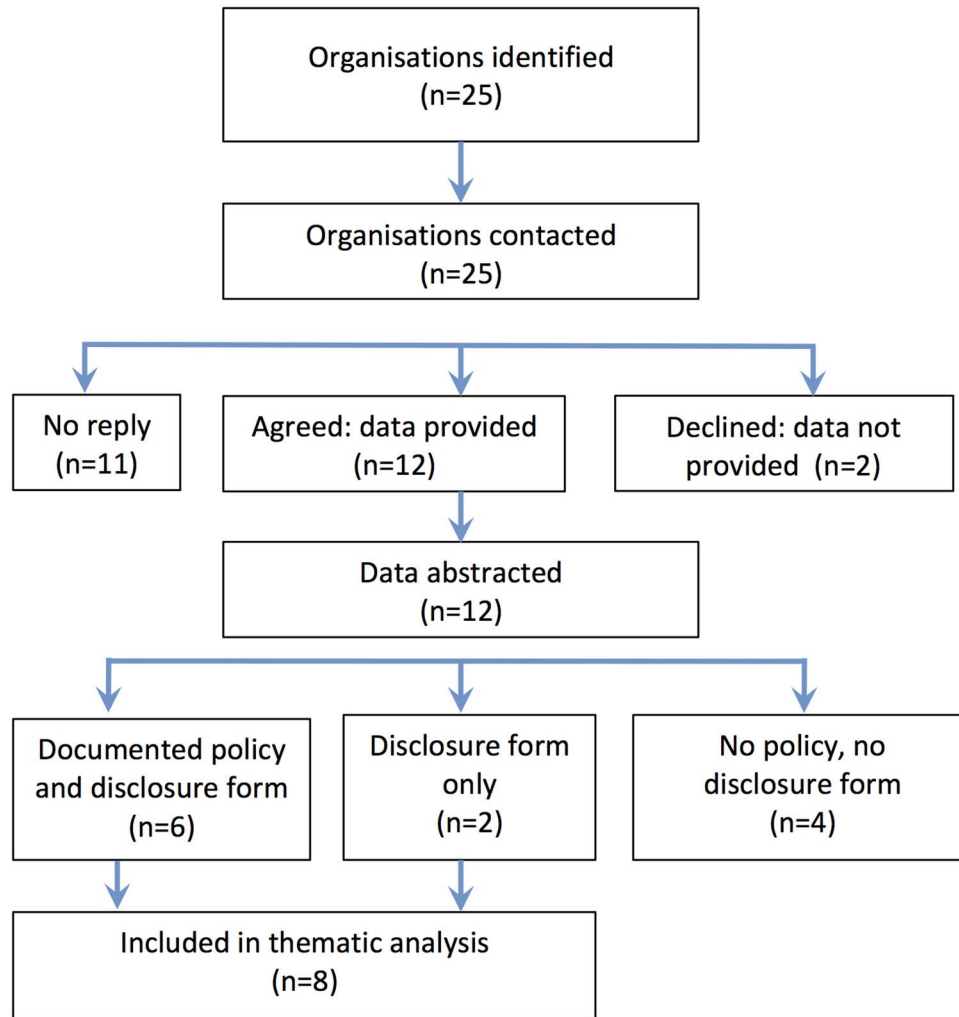 Organisations identified
(n=25)
Organisations contacted
(n=25)
No reply
(n=11)
Agreed: data provided
(n=12)
Declined: data not
provided  (n=2)
Data abstracted
(n=12)
Documented policy
and disclosure form
(n=6)
Disclosure form
only
(n=2)
No policy, no
disclosure form
(n=4)
Included in thematic analysis
(n=8)